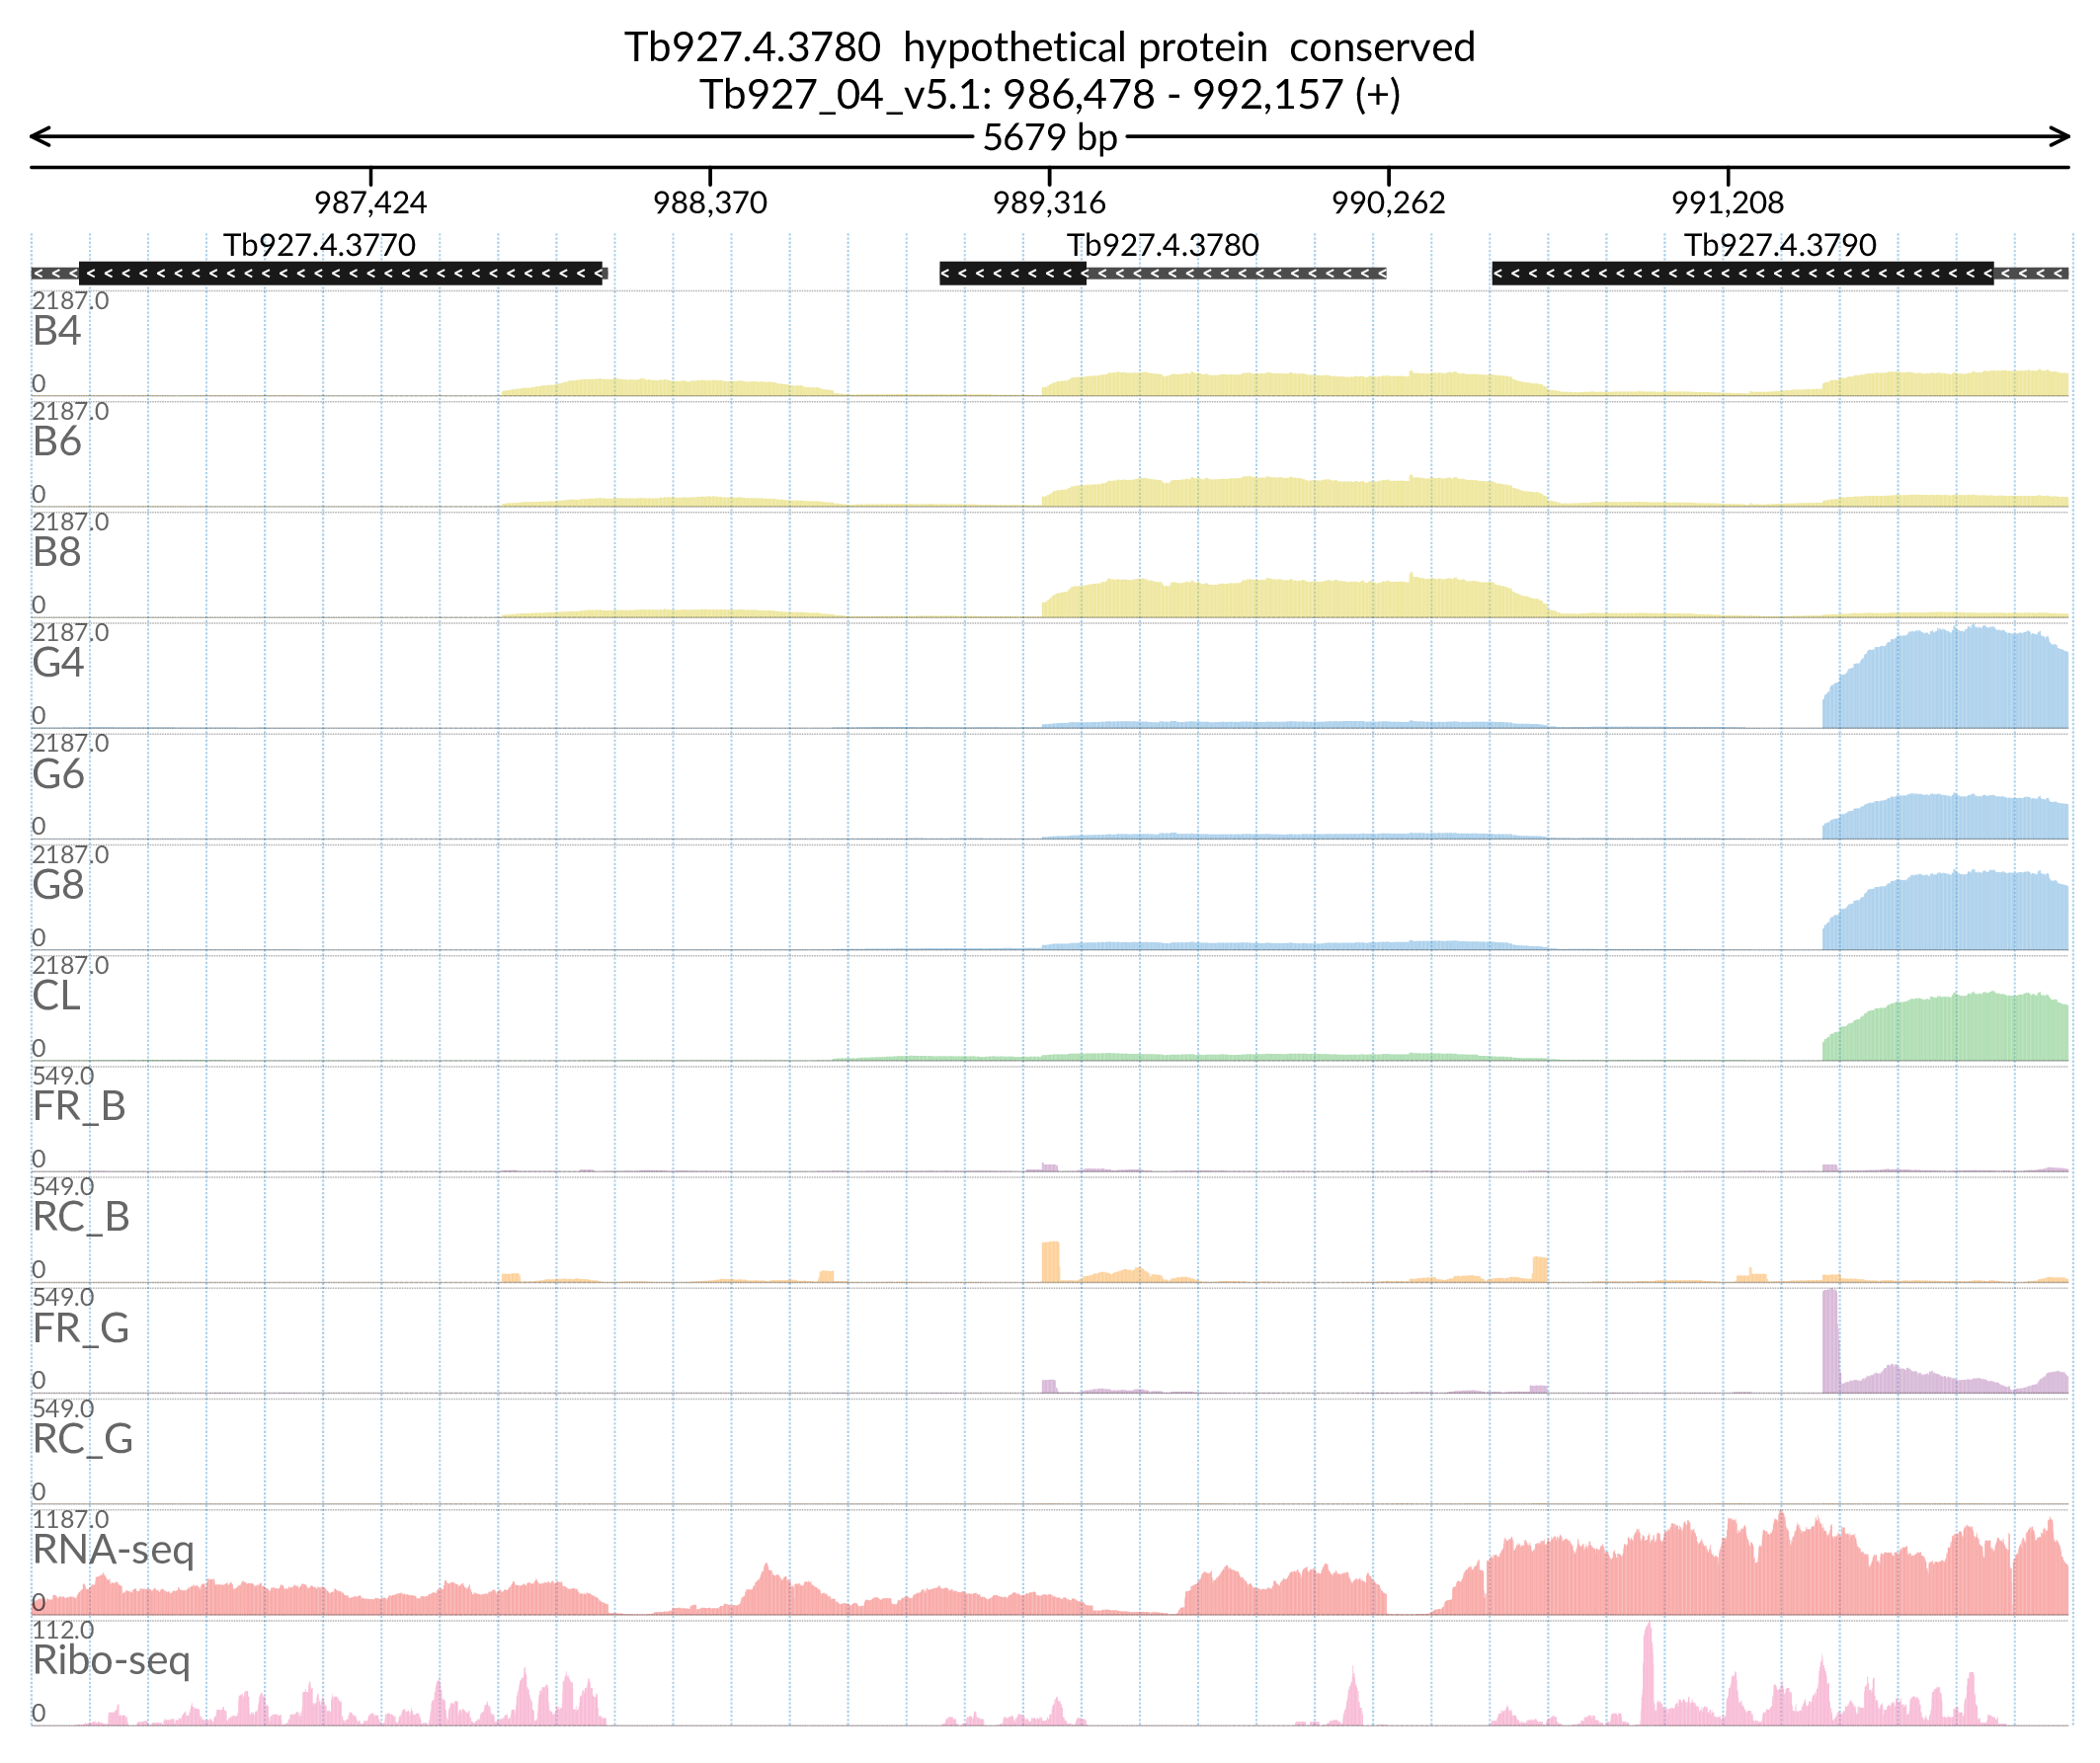 Tb927.4.3780 hypothetical protein conserved
Tb927_04_v5.1: 986,478 - 992,157 (+)
5679 bp
987,424 988,370 989,316 990,262 991,208
Tb927.4.3770 Tb927.4.3780 Tb927.4.3790
2187.0
B4
0
2187.0
B6
0
2187.0
B8
0
2187.0
G4
0
2187.0
G6
0
2187.0
G8
0
2187.0
CL
0
549.0
FR_B
0
549.0
RC_B
0
549.0
FR_G
0
549.0
RC_G
0
1187.0
RNA-seq
0
112.0
Ribo-seq
0